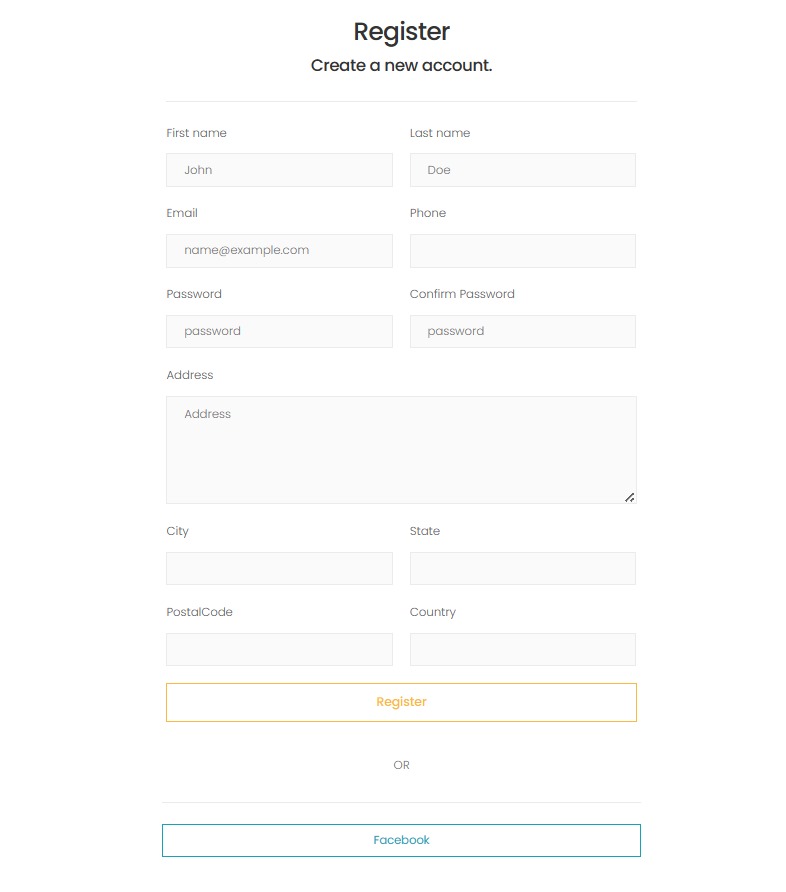 Register
Create a new account.
First name Last name
John Doe
Email Phone
name@example.com
Password Confirm Password
password password
Address
Address
City State
PostalCode Country
Register
OR
Facebook